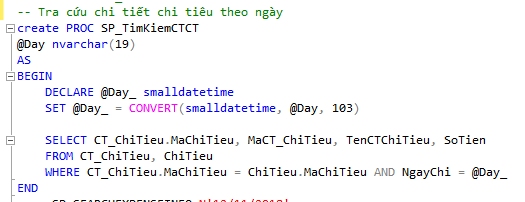 -- Tra cứu chi tiết chi tiêu theo ngày
create PROC SP_TimKiemCTCT
@Day nvarchar(19)
AS
BEGIN
DECLARE @Day_ smalldatetime
SET @Day_ = CONVERT(smalldatetime, @Day, 103)
SELECT CT_ChiTieu.MaChiTieu, MaCT_ChiTieu, TenCTChiTieu, SoTien
FROM CT_ChiTieu, ChiTieu
WHERE CT_ChiTieu.MaChiTieu = ChiTieu.MaChiTieu AND NgayChi = @Day_
END